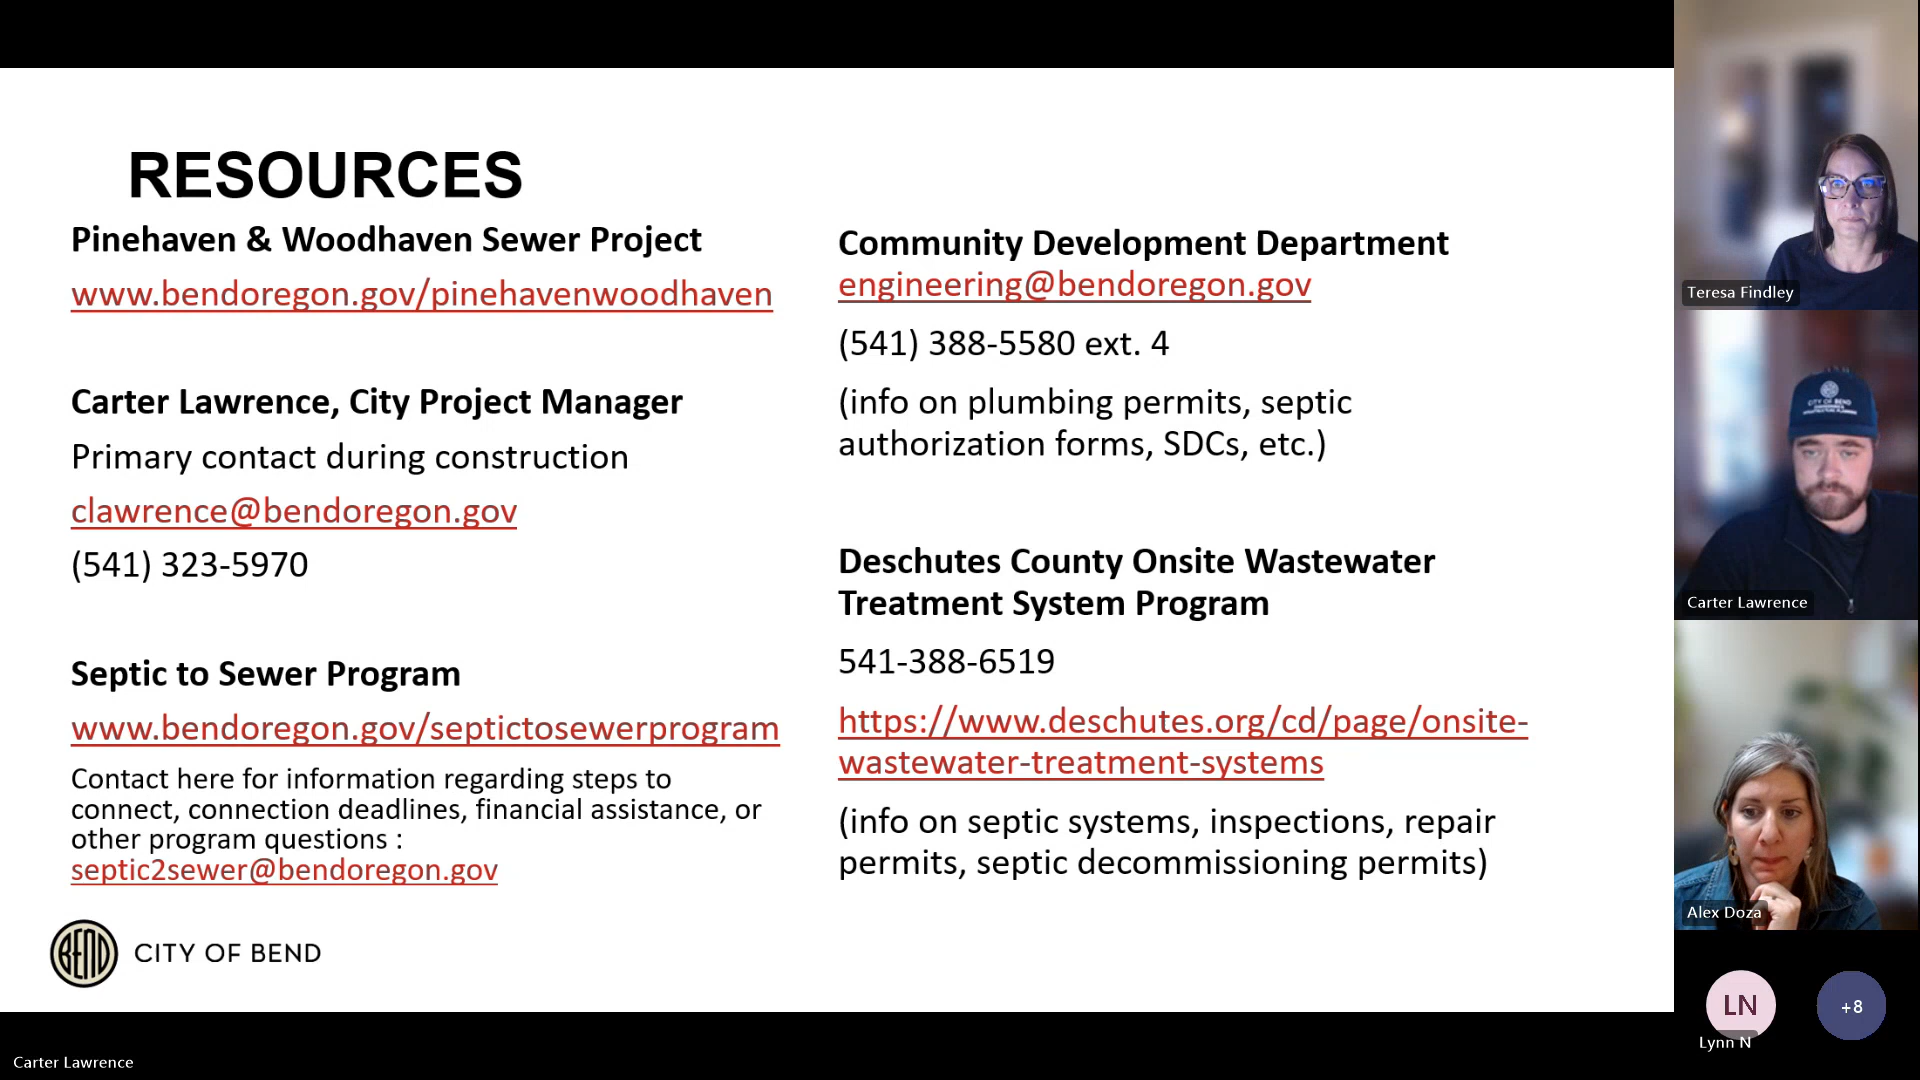 RESOURCES
Pinehaven & Woodhaven Sewer Project
www.bendoregon.gov/pinehavenwoodhaven
Carter Lawrence, City Project Manager
Primary contact during construction
clawrence@bendoregon.gov
(541) 323-5970
Septic to Sewer Program
www.bendoregon.gov/septictosewerprogram
Contact here for information regarding steps to
connect, connection deadlines, financial assistance, or
other program questions :
septic2sewer@bendoregon.gov
BEND
CITY OF BEND
Community Development Department
engineering@bendoregon.gov
(541) 388-5580 ext. 4
(info on plumbing permits, septic
authorization forms, SDCs, etc.)
Deschutes County Onsite Wastewater
Treatment System Program
541-388-6519
https://www.deschutes.org/cd/page/onsite-
wastewater-treatment-systems
(info on septic systems, inspections, repair
permits, septic decommissioning permits)
Teresa Findley
CITY OF BEND
Carter Lawrence
Alex Doza
LN
+8
Lynn N
Carter Lawrence